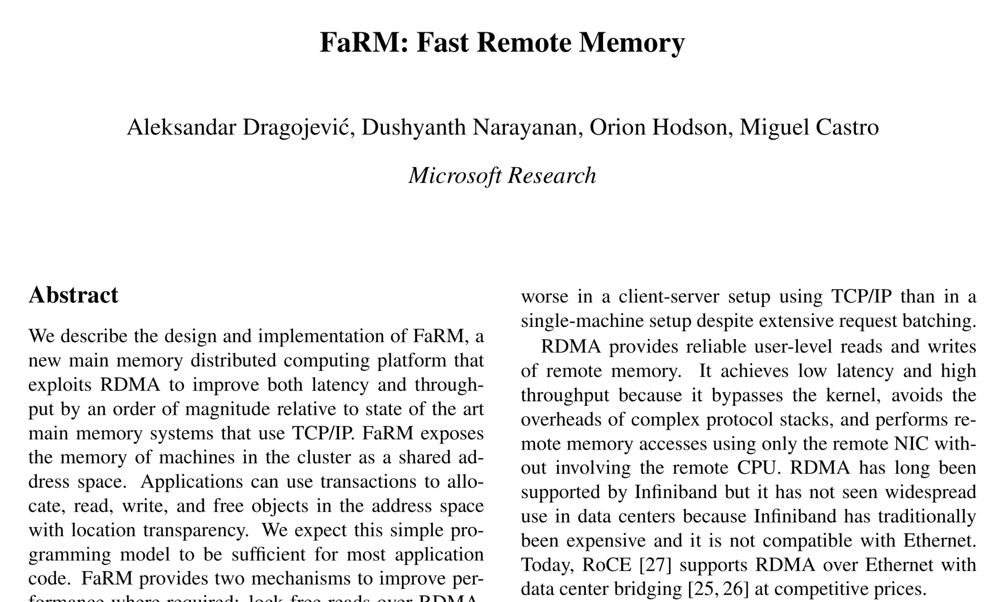 FaRM: Fast Remote Memory
Aleksandar Dragojević, Dushyanth Narayanan, Orion Hodson, Miguel Castro
Microsoft Research
Abstract
We describe the design and implementation of FaRM, a
new main memory distributed computing platform that
exploits RDMA to improve both latency and through-
put by an order of magnitude relative to state of the art
main memory systems that use TCP/IP. FaRM exposes
the memory of machines in the cluster as a shared ad-
dress space. Applications can use transactions to allo-
cate, read, write, and free objects in the address space
with location transparency. We expect this simple pro-
gramming model to be sufficient for most application
code. FaRM provides two mechanisms to improve per-
formance where required: lock-free reads over RDMA,
worse in a client-server setup using TCP/IP than in a
single-machine setup despite extensive request batching.
RDMA provides reliable user-level reads and writes
of remote memory. It achieves low latency and high
throughput because it bypasses the kernel, avoids the
overheads of complex protocol stacks, and performs re-
mote memory accesses using only the remote NIC with-
out involving the remote CPU. RDMA has long been
supported by Infiniband but it has not seen widespread
use in data centers because Infiniband has traditionally
been expensive and it is not compatible with Ethernet.
Today, RoCE [27] supports RDMA over Ethernet with
data center bridging [25, 26] at competitive prices.